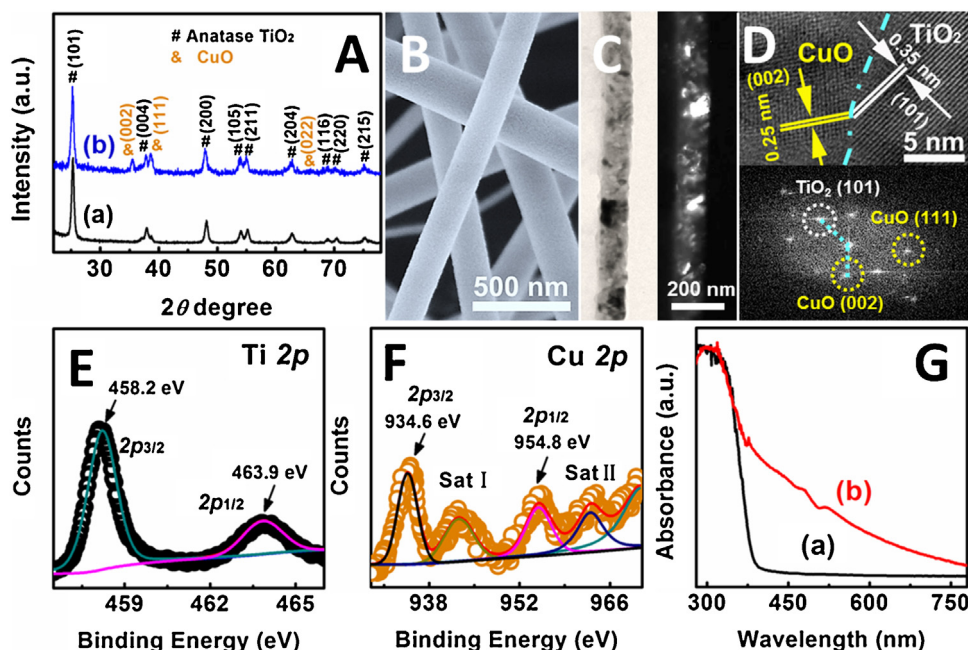 # Anatase TiO₂
& CuO
A
Intensity (a.u.)
# (101)
& (002)
# (004)
& (111)
# (200)
# (105)
# (211)
# (204)
& (022)
# (116)
# (220)
# (215)
(b)
(a)
30 40 50 60 70
2θ degree
B
500 nm
C
200 nm
D
TiO₂
CuO
0.35 nm
(101)
0.25 nm (002)
5 nm
TiO₂ (101)
CuO (111)
CuO (002)
E
Ti 2p
458.2 eV
2p3/2
463.9 eV
2p1/2
Counts
459 462 465
Binding Energy (eV)
F
Cu 2p
2p3/2
934.6 eV
Sat I
2p1/2
954.8 eV
Sat II
Counts
938 952 966
Binding Energy (eV)
G
Absorbance (a.u.)
(b)
(a)
300 450 600 750
Wavelength (nm)